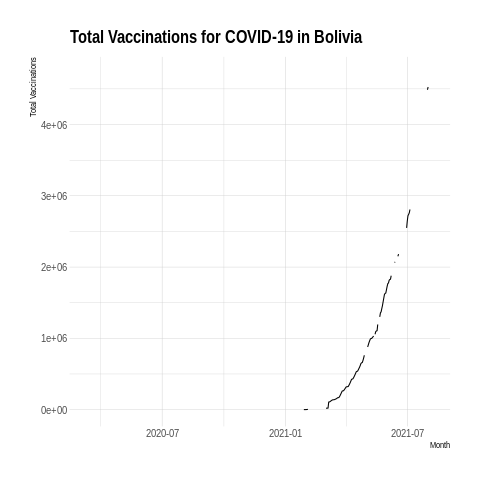 Total Vaccinations for COVID-19 in Bolivia
Total Vaccinations
4e+06
3e+06
2e+06
1e+06
0e+00
2020-07 2021-01 2021-07
Month